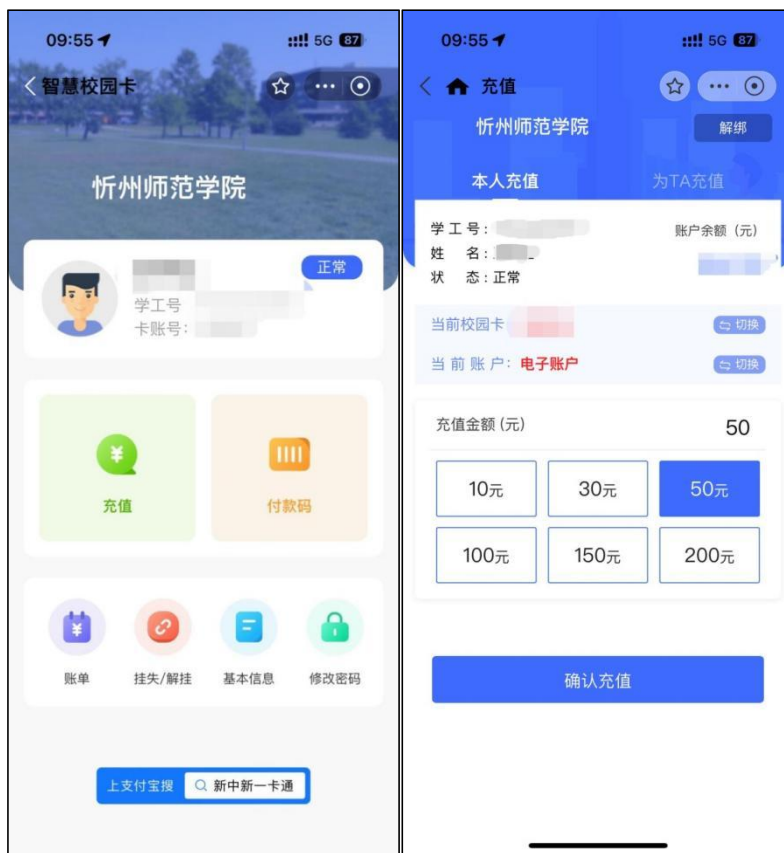 09:55
5G 87
智慧校园卡
忻州师范学院
正常
学工号
卡账号:
充值
付款码
账单
挂失/解挂
基本信息
修改密码
上支付宝搜
新中新一卡通
09:55
5G 87
充值
忻州师范学院
解绑
本人充值
为TA充值
学 工 号:
账户余额（元）
姓 名:
状 态:正常
当前校园卡
切换
当 前 账 户: 电子账户
切换
充值金额(元)
50
10元
30元
50元
100元
150元
200元
确认充值